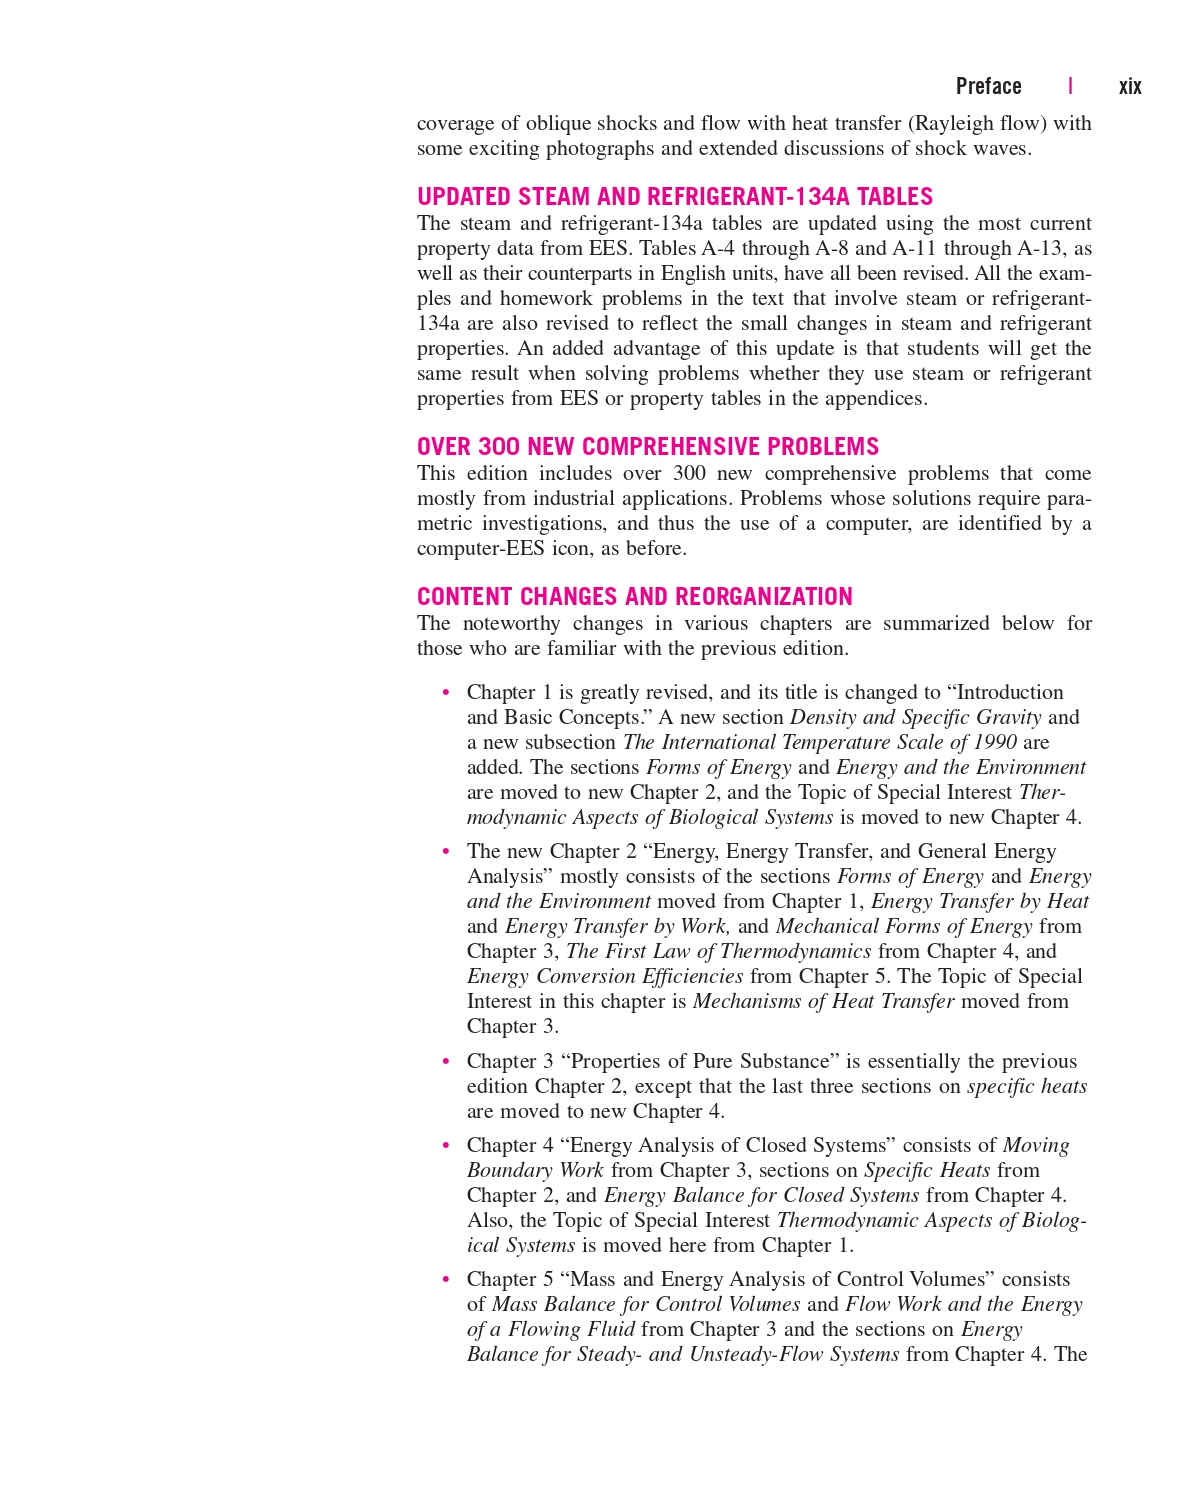 Preface | xix
coverage of oblique shocks and flow with heat transfer (Rayleigh flow) with
some exciting photographs and extended discussions of shock waves.
UPDATED STEAM AND REFRIGERANT-134A TABLES
The steam and refrigerant-134a tables are updated using the most current
property data from EES. Tables A-4 through A-8 and A-11 through A-13, as
well as their counterparts in English units, have all been revised. All the exam-
ples and homework problems in the text that involve steam or refrigerant-
134a are also revised to reflect the small changes in steam and refrigerant
properties. An added advantage of this update is that students will get the
same result when solving problems whether they use steam or refrigerant
properties from EES or property tables in the appendices.
OVER 300 NEW COMPREHENSIVE PROBLEMS
This edition includes over 300 new comprehensive problems that come
mostly from industrial applications. Problems whose solutions require para-
metric investigations, and thus the use of a computer, are identified by a
computer-EES icon, as before.
CONTENT CHANGES AND REORGANIZATION
The noteworthy changes in various chapters are summarized below for
those who are familiar with the previous edition.
• Chapter 1 is greatly revised, and its title is changed to “Introduction
and Basic Concepts.” A new section Density and Specific Gravity and
a new subsection The International Temperature Scale of 1990 are
added. The sections Forms of Energy and Energy and the Environment
are moved to new Chapter 2, and the Topic of Special Interest Ther-
modynamic Aspects of Biological Systems is moved to new Chapter 4.
• The new Chapter 2 “Energy, Energy Transfer, and General Energy
Analysis” mostly consists of the sections Forms of Energy and Energy
and the Environment moved from Chapter 1, Energy Transfer by Heat
and Energy Transfer by Work, and Mechanical Forms of Energy from
Chapter 3, The First Law of Thermodynamics from Chapter 4, and
Energy Conversion Efficiencies from Chapter 5. The Topic of Special
Interest in this chapter is Mechanisms of Heat Transfer moved from
Chapter 3.
• Chapter 3 “Properties of Pure Substance” is essentially the previous
edition Chapter 2, except that the last three sections on specific heats
are moved to new Chapter 4.
• Chapter 4 “Energy Analysis of Closed Systems” consists of Moving
Boundary Work from Chapter 3, sections on Specific Heats from
Chapter 2, and Energy Balance for Closed Systems from Chapter 4.
Also, the Topic of Special Interest Thermodynamic Aspects of Biolog-
ical Systems is moved here from Chapter 1.
• Chapter 5 “Mass and Energy Analysis of Control Volumes” consists
of Mass Balance for Control Volumes and Flow Work and the Energy
of a Flowing Fluid from Chapter 3 and the sections on Energy
Balance for Steady- and Unsteady-Flow Systems from Chapter 4. The